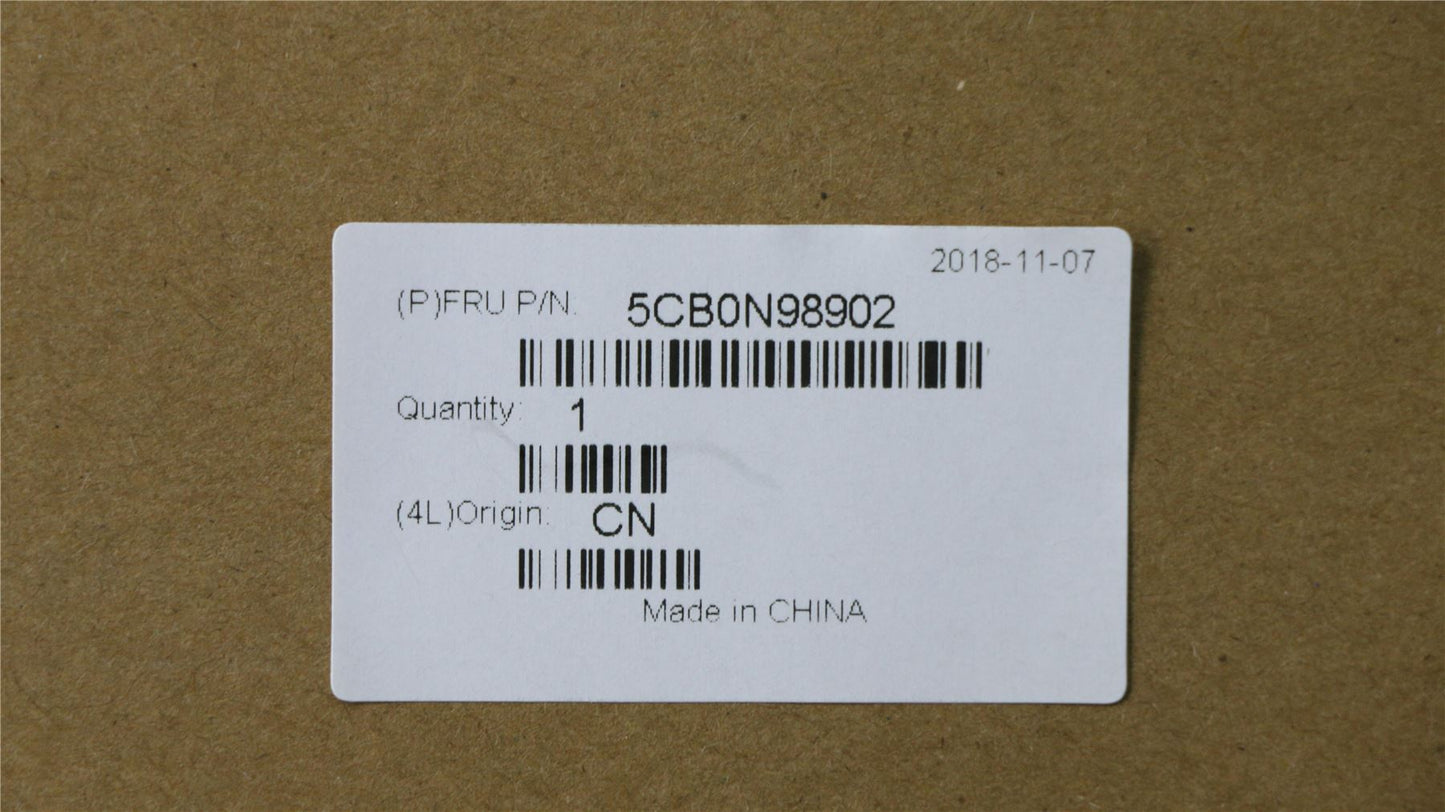 2018-11-07
(P)FRU P/N: 5CB0N98902
Quantity: 1
(4L)Origin: CN
Made in CHINA